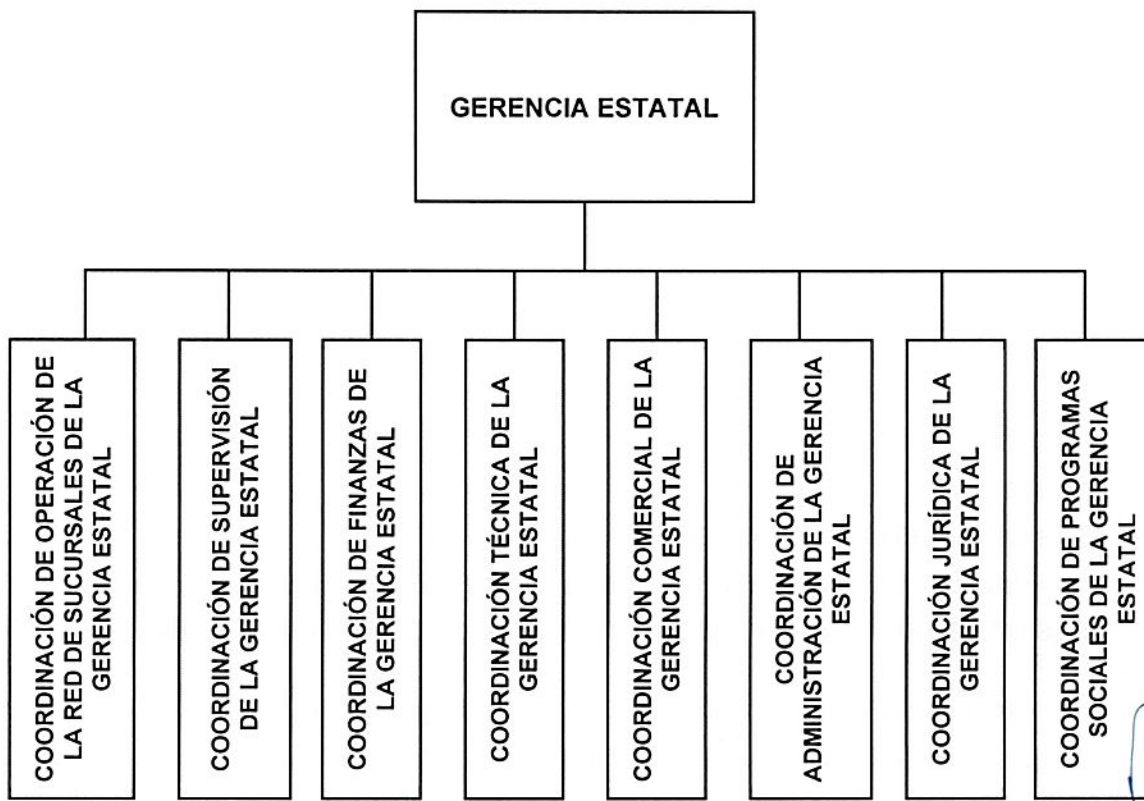 GERENCIA ESTATAL
COORDINACIÓN DE OPERACIÓN DE
LA RED DE SUCURSALES DE LA
GERENCIA ESTATAL
COORDINACIÓN DE SUPERVISIÓN
DE LA GERENCIA ESTATAL
COORDINACIÓN DE FINANZAS DE
LA GERENCIA ESTATAL
COORDINACIÓN TÉCNICA DE LA
GERENCIA ESTATAL
COORDINACIÓN COMERCIAL DE LA
GERENCIA ESTATAL
COORDINACIÓN DE
ADMINISTRACIÓN DE LA GERENCIA
ESTATAL
COORDINACIÓN JURÍDICA DE LA
GERENCIA ESTATAL
COORDINACIÓN DE PROGRAMAS
SOCIALES DE LA GERENCIA
ESTATAL